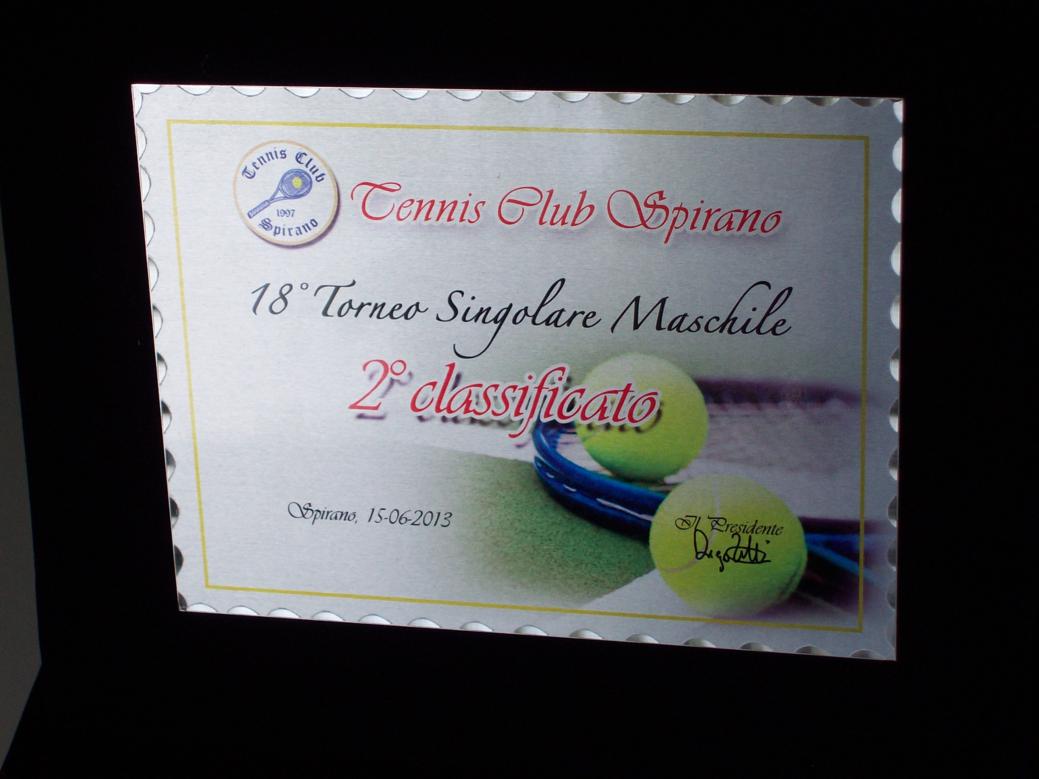 Tennis Club
1997
Spirano
Tennis Club Spirano
18° Torneo Singolare Maschile
2° classificato
Spirano, 15-06-2013
Il Presidente